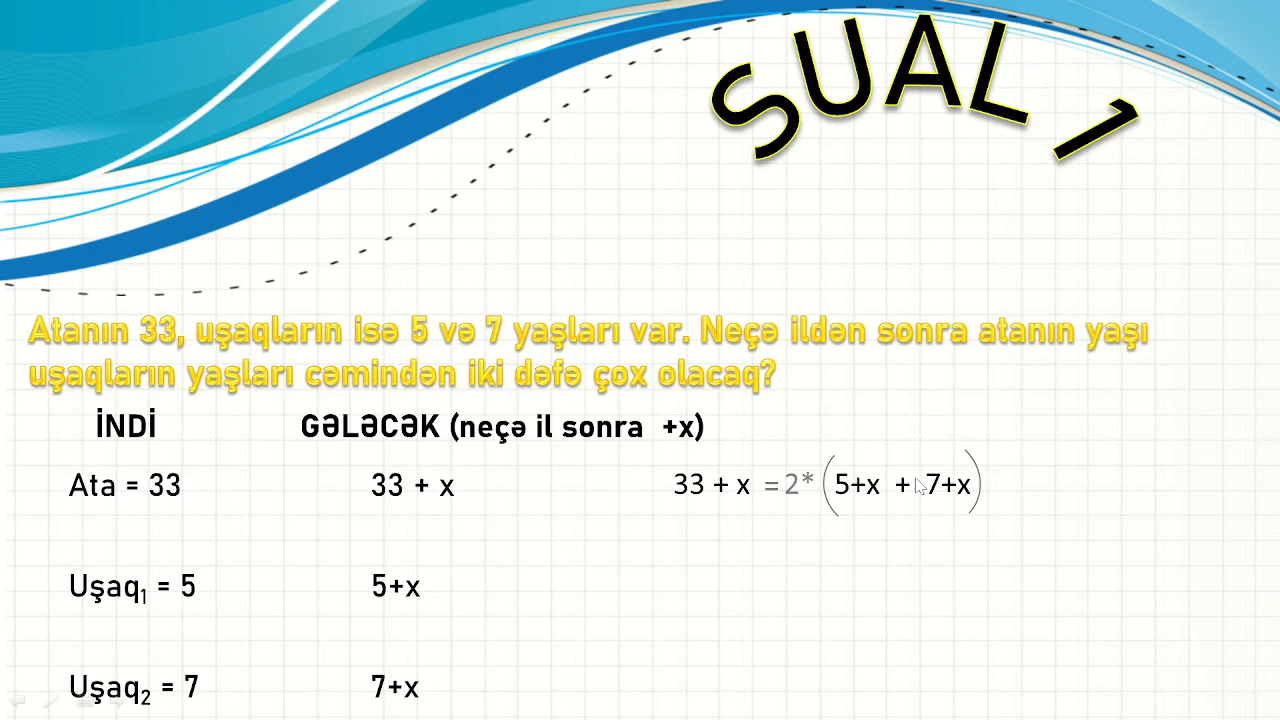 SUAL 1
Atanın 33, uşaqların isə 5 və 7 yaşları var. Neçə ildən sonra atanın yaşı
uşaqların yaşları cəmindən iki dəfə çox olacaq?
İNDİ GƏLƏCƏK (neçə il sonra +x)
Ata = 33 33 + x 33 + x = 2* (5+x + 7+x)
Uşaq₁ = 5 5+x
Uşaq₂ = 7 7+x